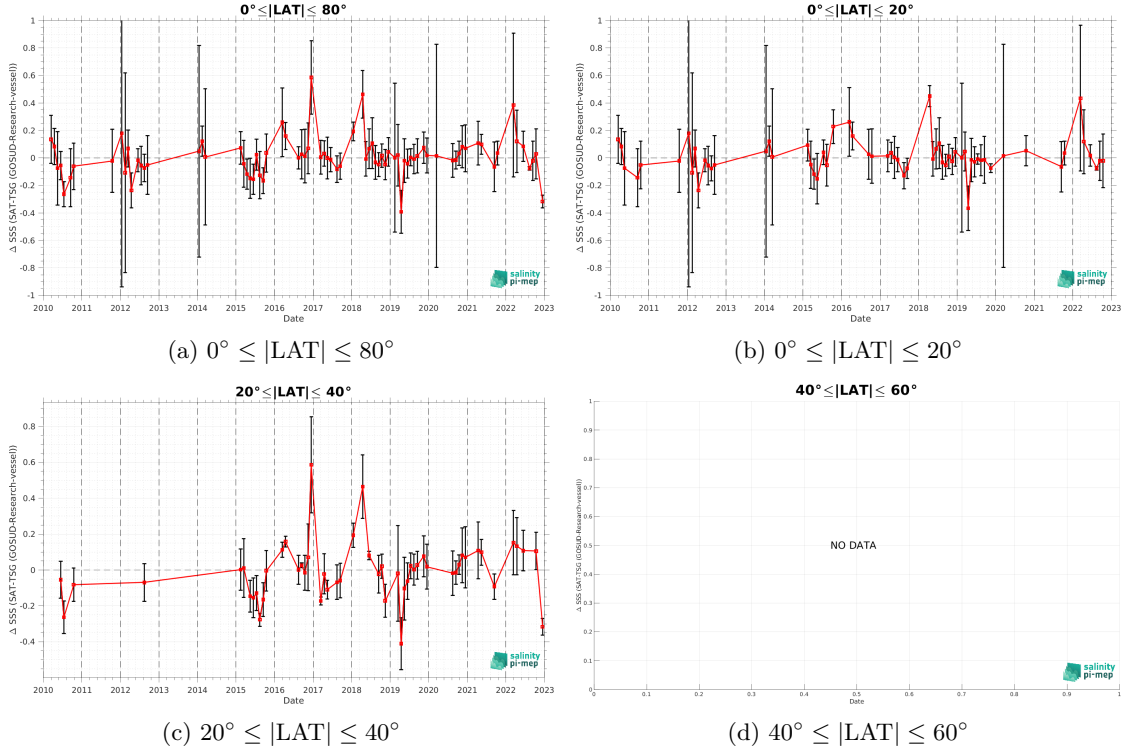 0°≤|LAT|≤ 80°
Δ SSS (SAT-TSG (GOSUD-Research-vessel))
1
0.8
0.6
0.4
0.2
0
-0.2
-0.4
-0.6
-0.8
-1
2010 2011 2012 2013 2014 2015 2016 2017 2018 2019 2020 2021 2022 2023
Date
salinity
pi-mep
(a) 0° ≤ |LAT| ≤ 80°
0°≤|LAT|≤ 20°
Δ SSS (SAT-TSG (GOSUD-Research-vessel))
1
0.8
0.6
0.4
0.2
0
-0.2
-0.4
-0.6
-0.8
-1
2010 2011 2012 2013 2014 2015 2016 2017 2018 2019 2020 2021 2022 2023
Date
salinity
pi-mep
(b) 0° ≤ |LAT| ≤ 20°
20°≤|LAT|≤ 40°
Δ SSS (SAT-TSG (GOSUD-Research-vessel))
0.8
0.6
0.4
0.2
0
-0.2
-0.4
2010 2011 2012 2013 2014 2015 2016 2017 2018 2019 2020 2021 2022 2023
Date
salinity
pi-mep
(c) 20° ≤ |LAT| ≤ 40°
40°≤|LAT|≤ 60°
Δ SSS (SAT-TSG (GOSUD-Research-vessel))
1
0.9
0.8
0.7
0.6
0.5
0.4
0.3
0.2
0.1
0
NO DATA
0 0.1 0.2 0.3 0.4 0.5 0.6 0.7 0.8 0.9 1
Date
salinity
pi-mep
(d) 40° ≤ |LAT| ≤ 60°